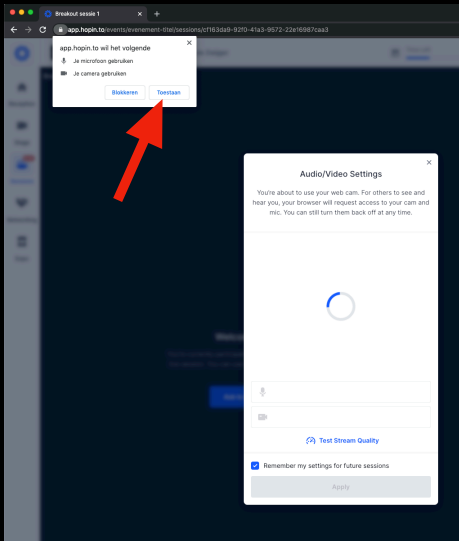 Breakout sessie 1
app.hopin.to/events/evenement-titel/sessions/cf163da9-92f0-41a3-9572-22e16987caa3
app.hopin.to wil het volgende
Je microfoon gebruiken
Je camera gebruiken
Blokkeren
Toestaan
Audio/Video Settings
You're about to use your web cam. For others to see and
hear you, your browser will request access to your cam and
mic. You can still turn them back off at any time.
Test Stream Quality
Remember my settings for future sessions
Apply